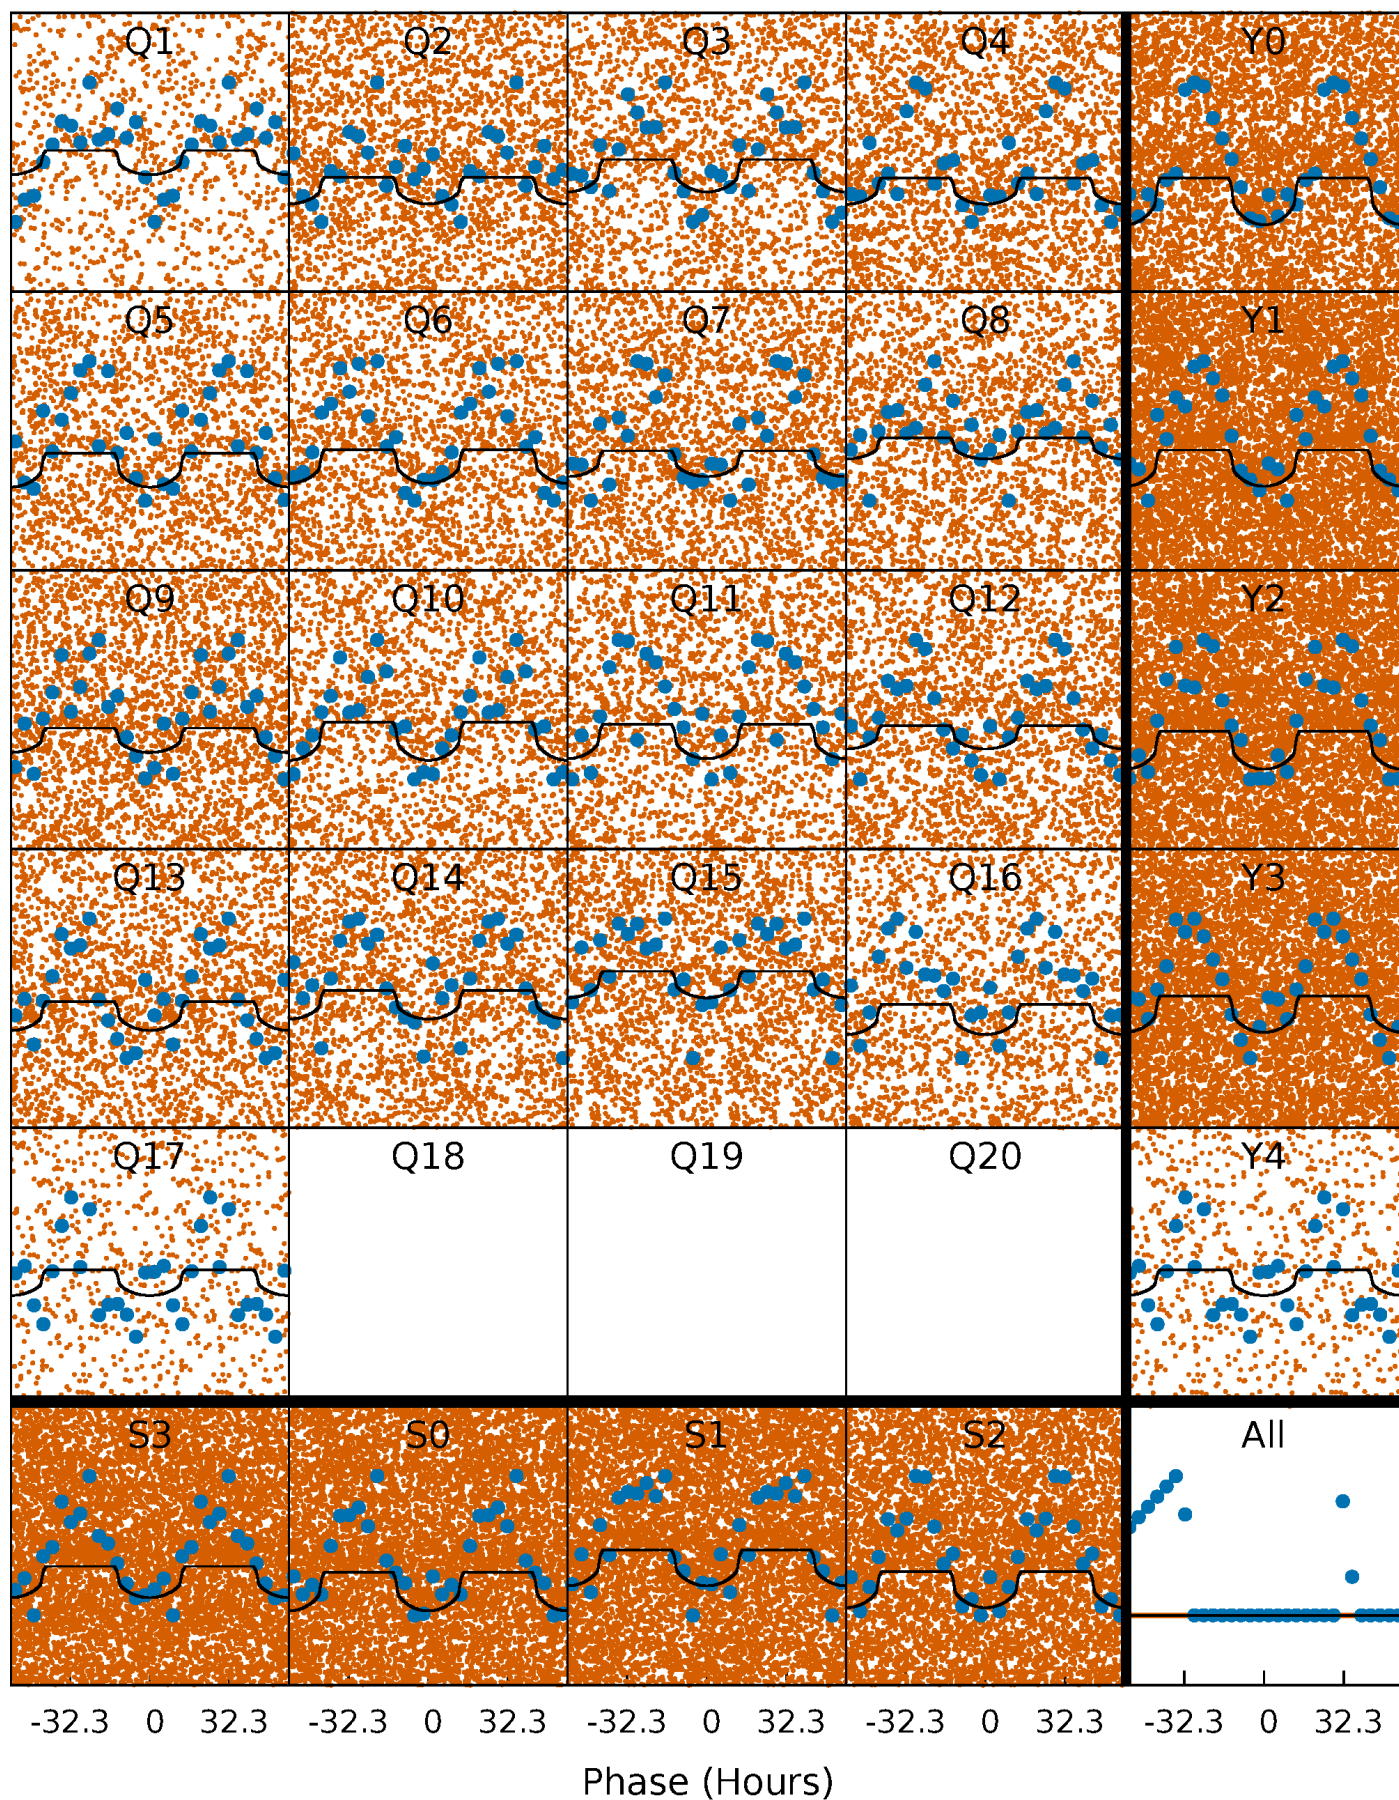 Q1 Q2 Q3 Q4 Y0
Q5 Q6 Q7 Q8 Y1
Q9 Q10 Q11 Q12 Y2
Q13 Q14 Q15 Q16 Y3
Q17 Q18 Q19 Q20 Y4
S3 S0 S1 S2 All
-32.3 0 32.3 -32.3 0 32.3 -32.3 0 32.3 -32.3 0 32.3 -32.3 0 32.3
Phase (Hours)